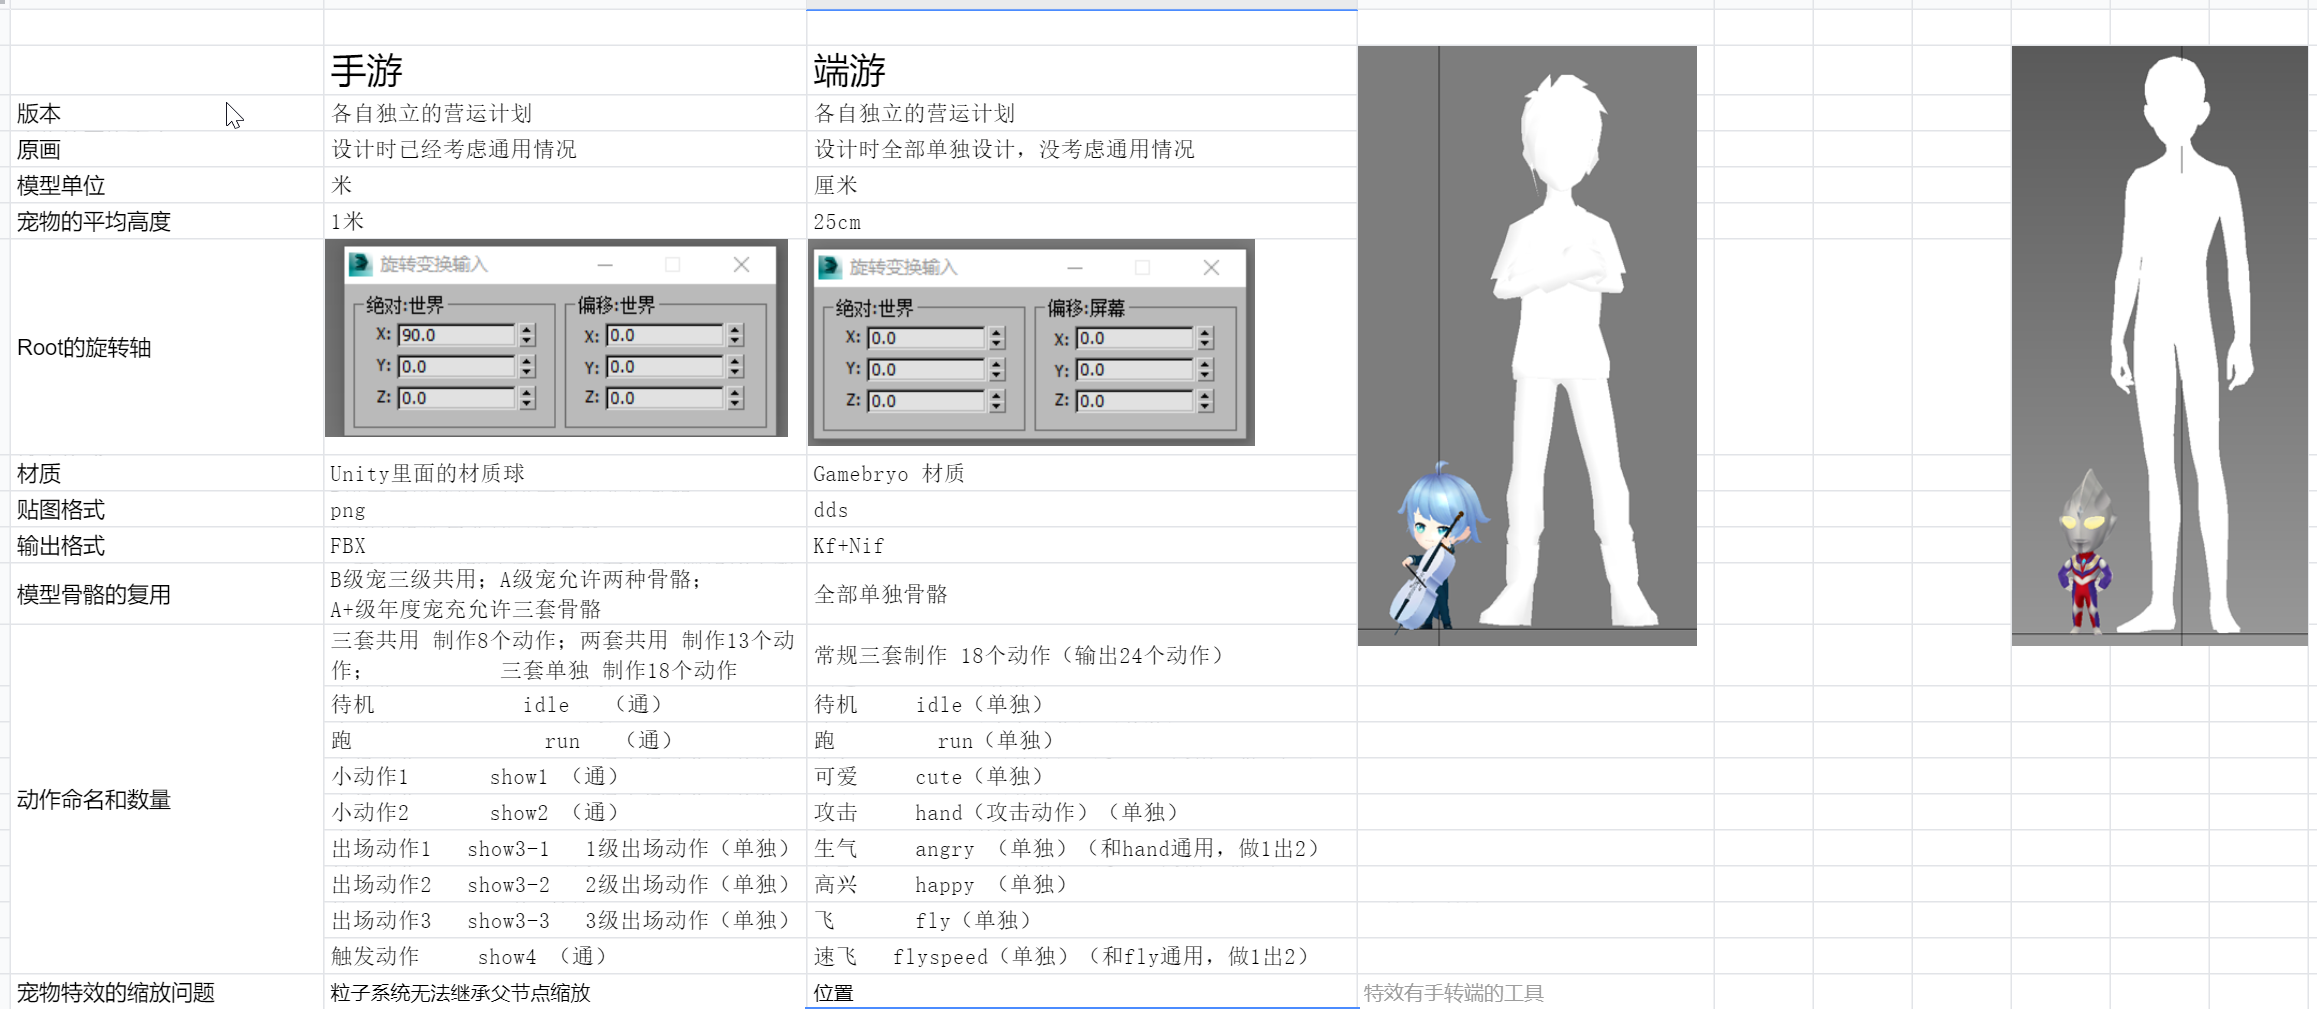 手游 端游
版本 各自独立的营运计划 各自独立的营运计划
原画 设计时已经考虑通用情况 设计时全部单独设计，没考虑通用情况
模型单位 米 厘米
宠物的平均高度 1米 25cm
Root的旋转轴
旋转变换输入
绝对:世界 偏移:世界
X: 90.0 X: 0.0
Y: 0.0 Y: 0.0
Z: 0.0 Z: 0.0
旋转变换输入
绝对:世界 偏移:屏幕
X: 0.0 X: 0.0
Y: 0.0 Y: 0.0
Z: 0.0 Z: 0.0
材质 Unity里面的材质球 Gamebryo 材质
贴图格式 png dds
输出格式 FBX Kf+Nif
模型骨骼的复用
B级宠三级共用；A级宠允许两种骨骼；
A+级年度宠充允许三套骨骼
全部单独骨骼
动作命名和数量
三套共用 制作8个动作；两套共用 制作13个动
作； 三套单独 制作18个动作
常规三套制作 18个动作（输出24个动作）
待机 idle （通） 待机 idle（单独）
跑 run （通） 跑 run（单独）
小动作1 show1 （通） 可爱 cute（单独）
小动作2 show2 （通） 攻击 hand（攻击动作）（单独）
出场动作1 show3-1 1级出场动作（单独） 生气 angry （单独）（和hand通用，做1出2）
出场动作2 show3-2 2级出场动作（单独） 高兴 happy （单独）
出场动作3 show3-3 3级出场动作（单独） 飞 fly（单独）
触发动作 show4 （通） 速飞 flyspeed（单独）（和fly通用，做1出2）
宠物特效的缩放问题 粒子系统无法继承父节点缩放 位置 特效有手转端的工具